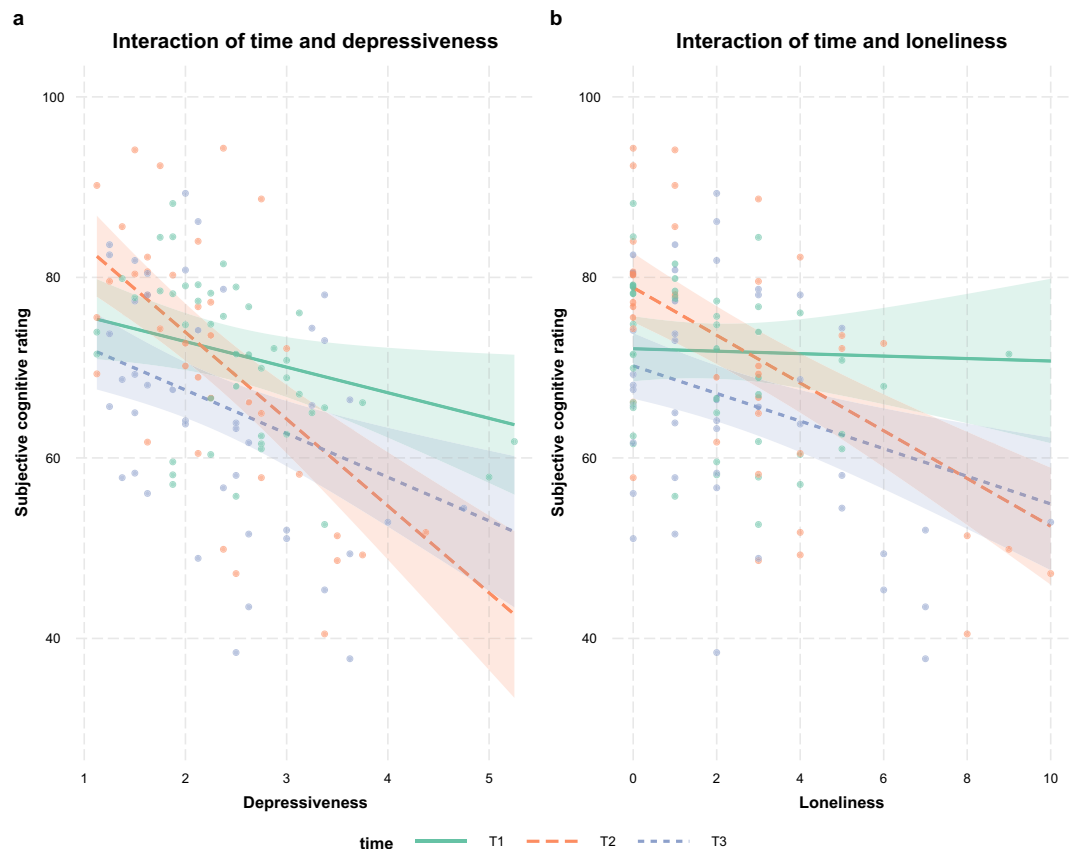 a
Interaction of time and depressiveness
100
80
60
40
Subjective cognitive rating
1 2 3 4 5
Depressiveness
b
Interaction of time and loneliness
100
80
60
40
Subjective cognitive rating
0 2 4 6 8 10
Loneliness
time T1 T2 T3